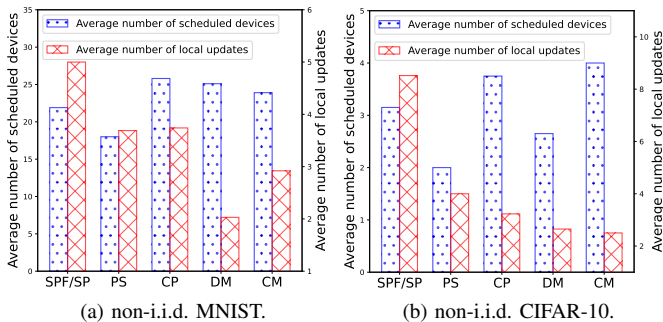 Average number of scheduled devices
Average number of local updates
Average number of scheduled devices
35
30
25
20
15
10
5
0
6
5
4
3
2
1
Average number of local updates
SPF/SP PS CP DM CM
(a) non-i.i.d. MNIST.
Average number of scheduled devices
Average number of local updates
Average number of scheduled devices
5
4
3
2
1
0
10
8
6
4
2
Average number of local updates
SPF/SP PS CP DM CM
(b) non-i.i.d. CIFAR-10.